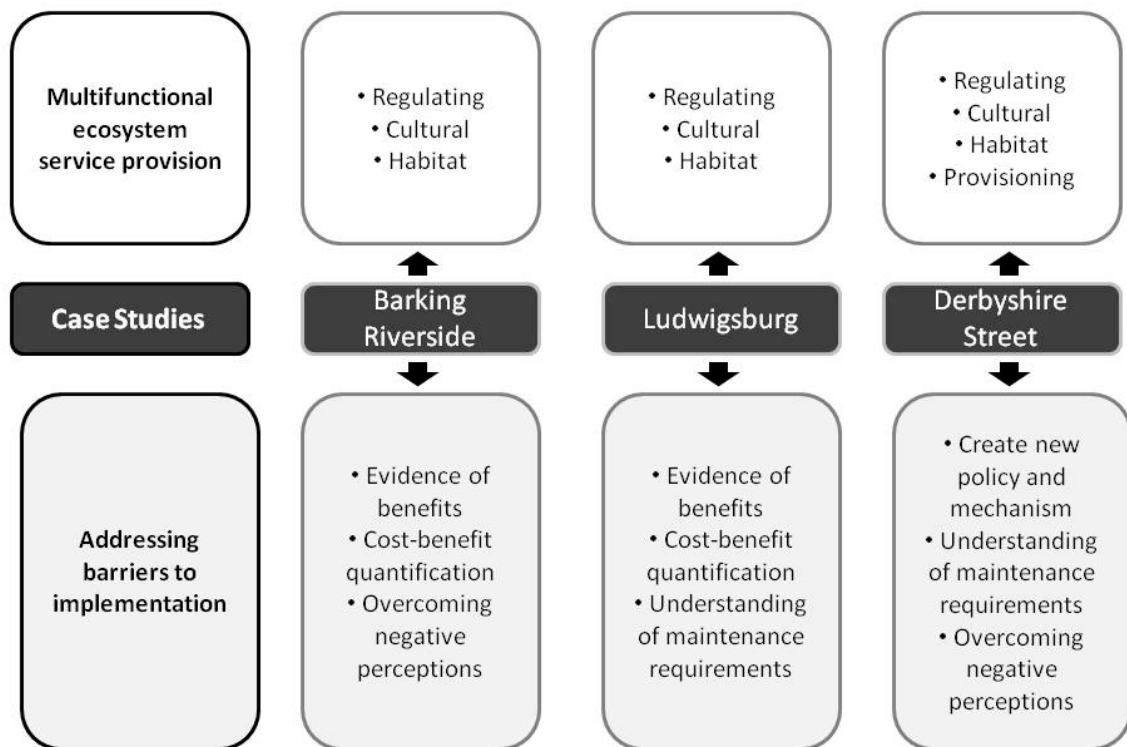 Multifunctional
ecosystem
service provision
• Regulating
• Cultural
• Habitat
• Regulating
• Cultural
• Habitat
• Regulating
• Cultural
• Habitat
• Provisioning
Case Studies
Barking
Riverside
Ludwigsburg
Derbyshire
Street
Addressing
barriers to
implementation
• Evidence of
benefits
• Cost-benefit
quantification
• Overcoming
negative
perceptions
• Evidence of
benefits
• Cost-benefit
quantification
• Understanding
of maintenance
requirements
• Create new
policy and
mechanism
• Understanding
of maintenance
requirements
• Overcoming
negative
perceptions